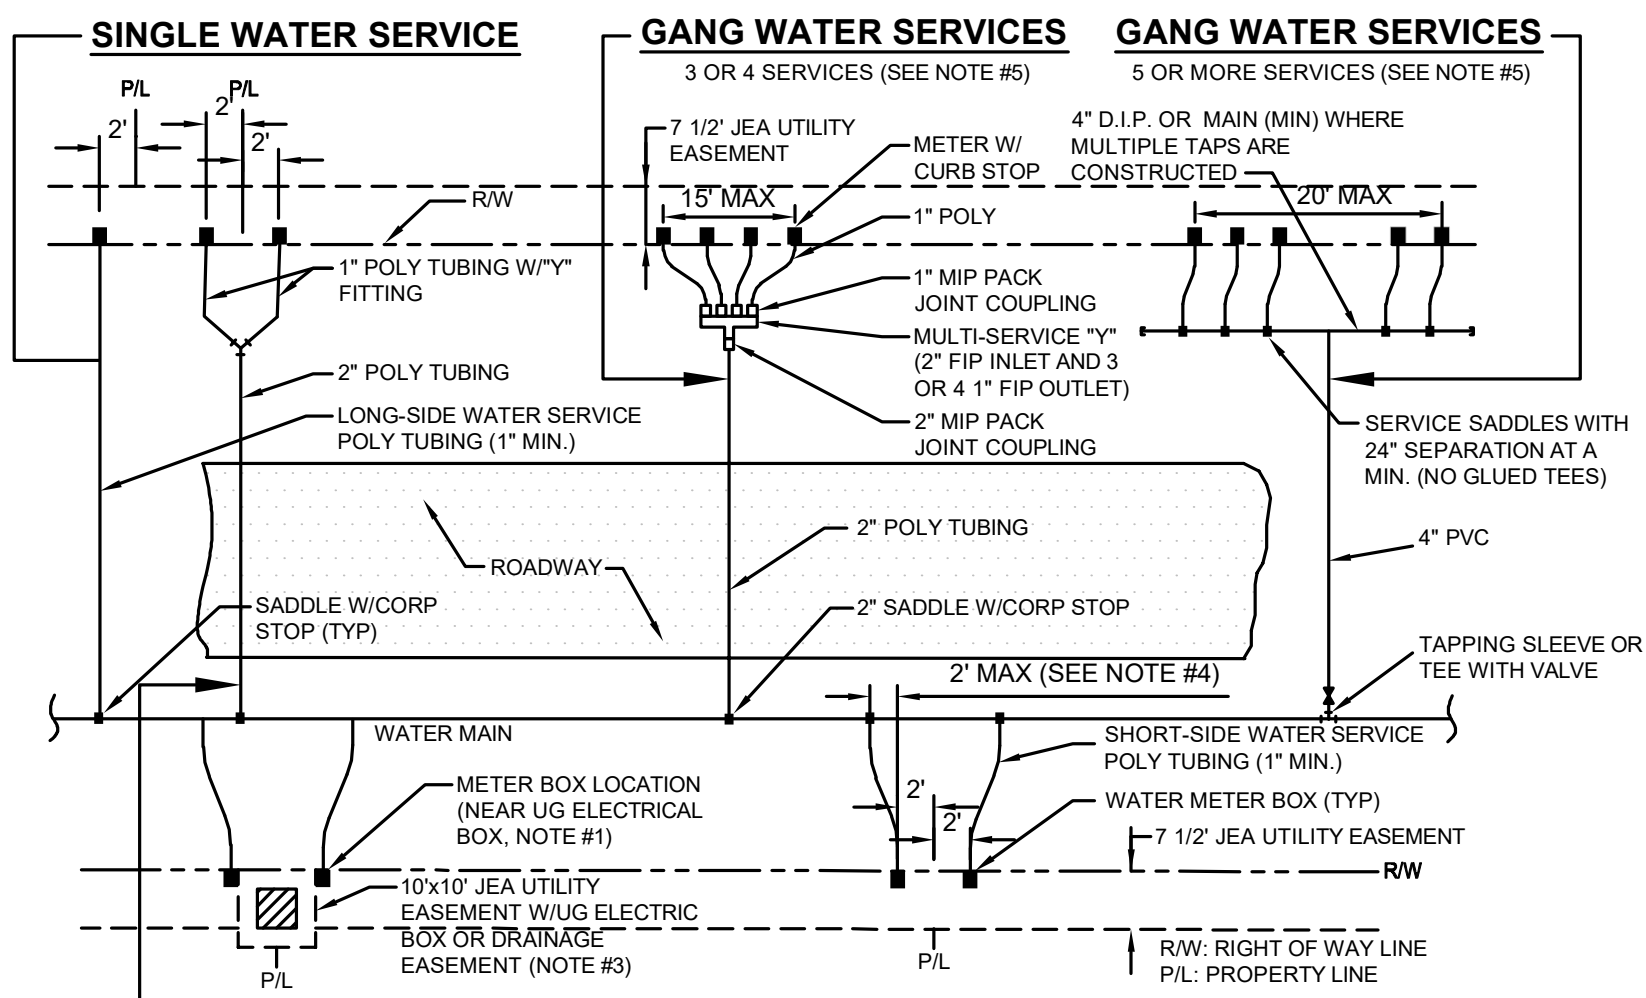 SINGLE WATER SERVICE
GANG WATER SERVICES
3 OR 4 SERVICES (SEE NOTE #5)
GANG WATER SERVICES
5 OR MORE SERVICES (SEE NOTE #5)
P/L
P/L
2'
2'
2'
7 1/2' JEA UTILITY
EASEMENT
METER W/
CURB STOP
4" D.I.P. OR MAIN (MIN) WHERE
MULTIPLE TAPS ARE
CONSTRUCTED
R/W
15' MAX
20' MAX
1" POLY
1" POLY TUBING W/"Y"
FITTING
1" MIP PACK
JOINT COUPLING
MULTI-SERVICE "Y"
(2" FIP INLET AND 3
OR 4 1" FIP OUTLET)
2" POLY TUBING
LONG-SIDE WATER SERVICE
POLY TUBING (1" MIN.)
2" MIP PACK
JOINT COUPLING
SERVICE SADDLES WITH
24" SEPARATION AT A
MIN. (NO GLUED TEES)
2" POLY TUBING
4" PVC
ROADWAY
SADDLE W/CORP
STOP (TYP)
2" SADDLE W/CORP STOP
TAPPING SLEEVE OR
TEE WITH VALVE
2' MAX (SEE NOTE #4)
WATER MAIN
SHORT-SIDE WATER SERVICE
POLY TUBING (1" MIN.)
METER BOX LOCATION
(NEAR UG ELECTRICAL
BOX, NOTE #1)
2'
2'
WATER METER BOX (TYP)
7 1/2' JEA UTILITY EASEMENT
R/W
10'x10' JEA UTILITY
EASEMENT W/UG ELECTRIC
BOX OR DRAINAGE
EASEMENT (NOTE #3)
P/L
P/L
R/W: RIGHT OF WAY LINE
P/L: PROPERTY LINE